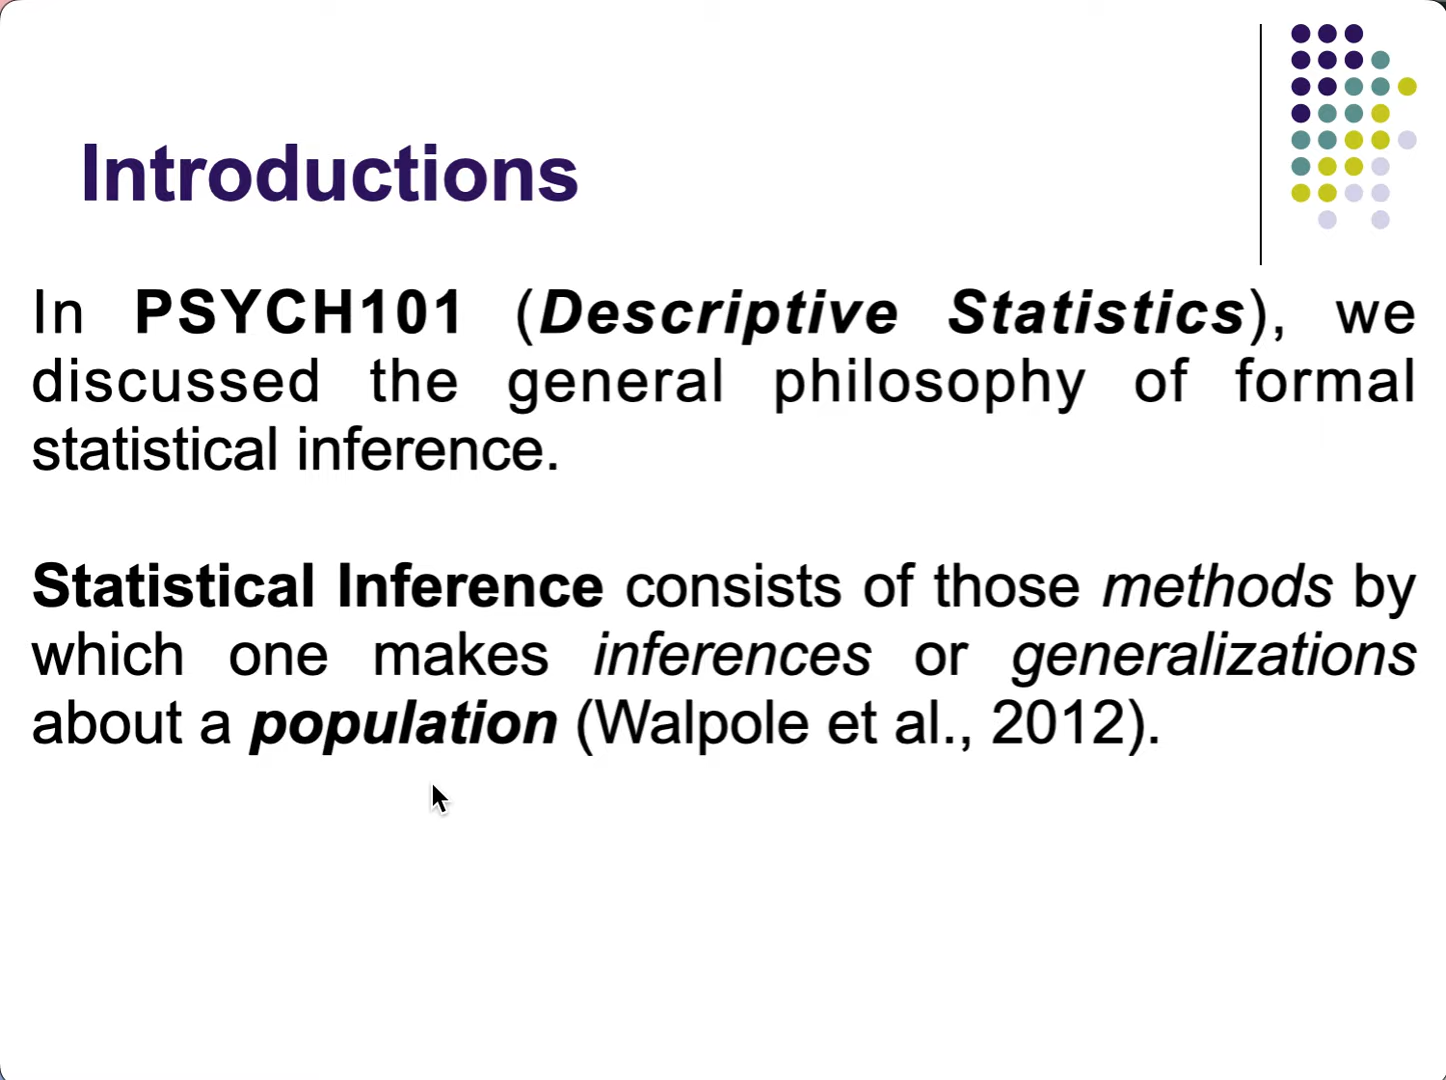 Introductions
In PSYCH101 (Descriptive Statistics), we
discussed the general philosophy of formal
statistical inference.
Statistical Inference consists of those methods by
which one makes inferences or generalizations
about a population (Walpole et al., 2012).